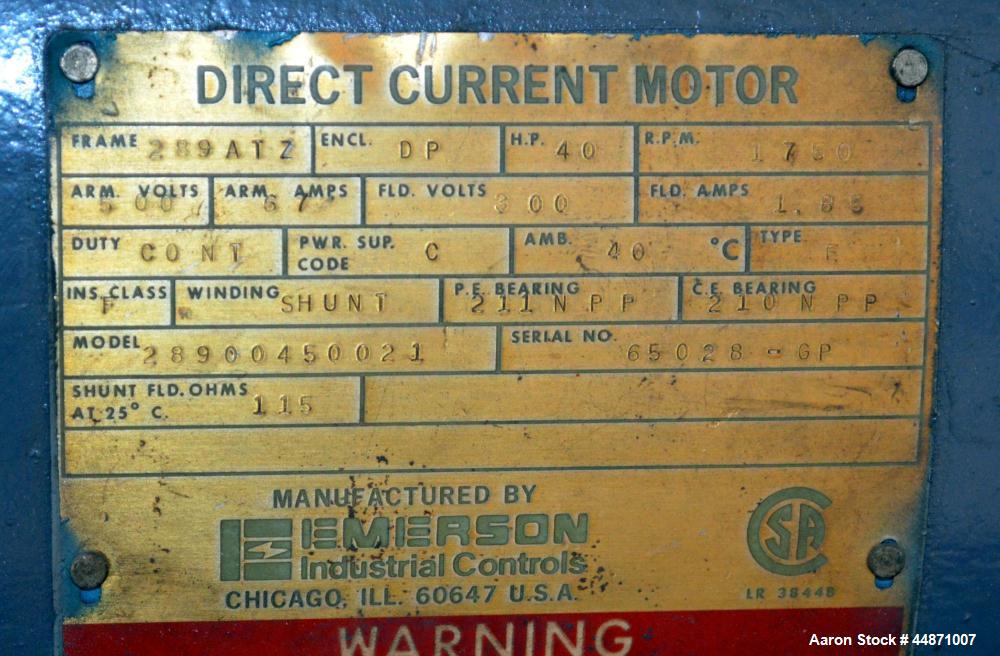 DIRECT CURRENT MOTOR
FRAME 289ATZ ENCL. DP H.P. 40 R.P.M. 1750
ARM. VOLTS 500 ARM. AMPS 67 FLD. VOLTS 300 FLD. AMPS 1.85
DUTY CONT PWR. SUP. CODE C AMB. 40 °C TYPE E
INS. CLASS F WINDING SHUNT P.E. BEARING 211NPP C.E. BEARING 210NPP
MODEL 28900450021 SERIAL NO. 65028-GP
SHUNT FLD. OHMS
AT 25° C. 115
MANUFACTURED BY
EMERSON
Industrial Controls
CHICAGO, ILL. 60647 U.S.A.
CSA
LR 38448
WARNING
Aaron Stock # 44871007